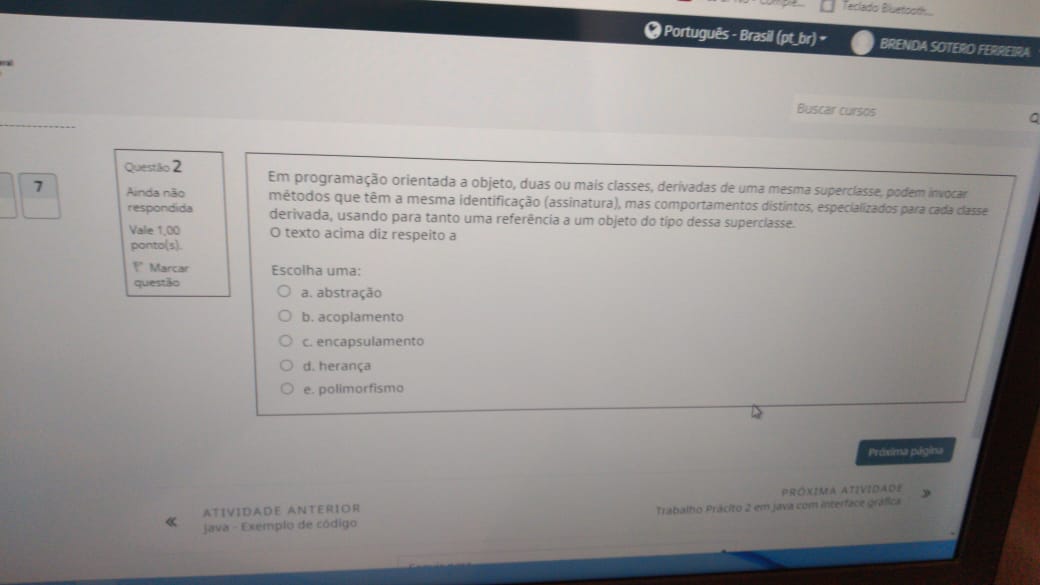 Teclado Bluetooth...
Português - Brasil (pt_br)
BRENDA SOTERO FERREIRA
Buscar cursos
7
Questão 2
Ainda não
respondida
Vale 1,00
ponto(s).
Marcar
questão
Em programação orientada a objeto, duas ou mais classes, derivadas de uma mesma superclasse, podem invocar
métodos que têm a mesma identificação (assinatura), mas comportamentos distintos, especializados para cada classe
derivada, usando para tanto uma referência a um objeto do tipo dessa superclasse.
O texto acima diz respeito a
Escolha uma:
a. abstração
b. acoplamento
c. encapsulamento
d. herança
e. polimorfismo
Próxima página
ATIVIDADE ANTERIOR
Java - Exemplo de código
PRÓXIMA ATIVIDADE
Trabalho Prácito 2 em java com interface gráfica